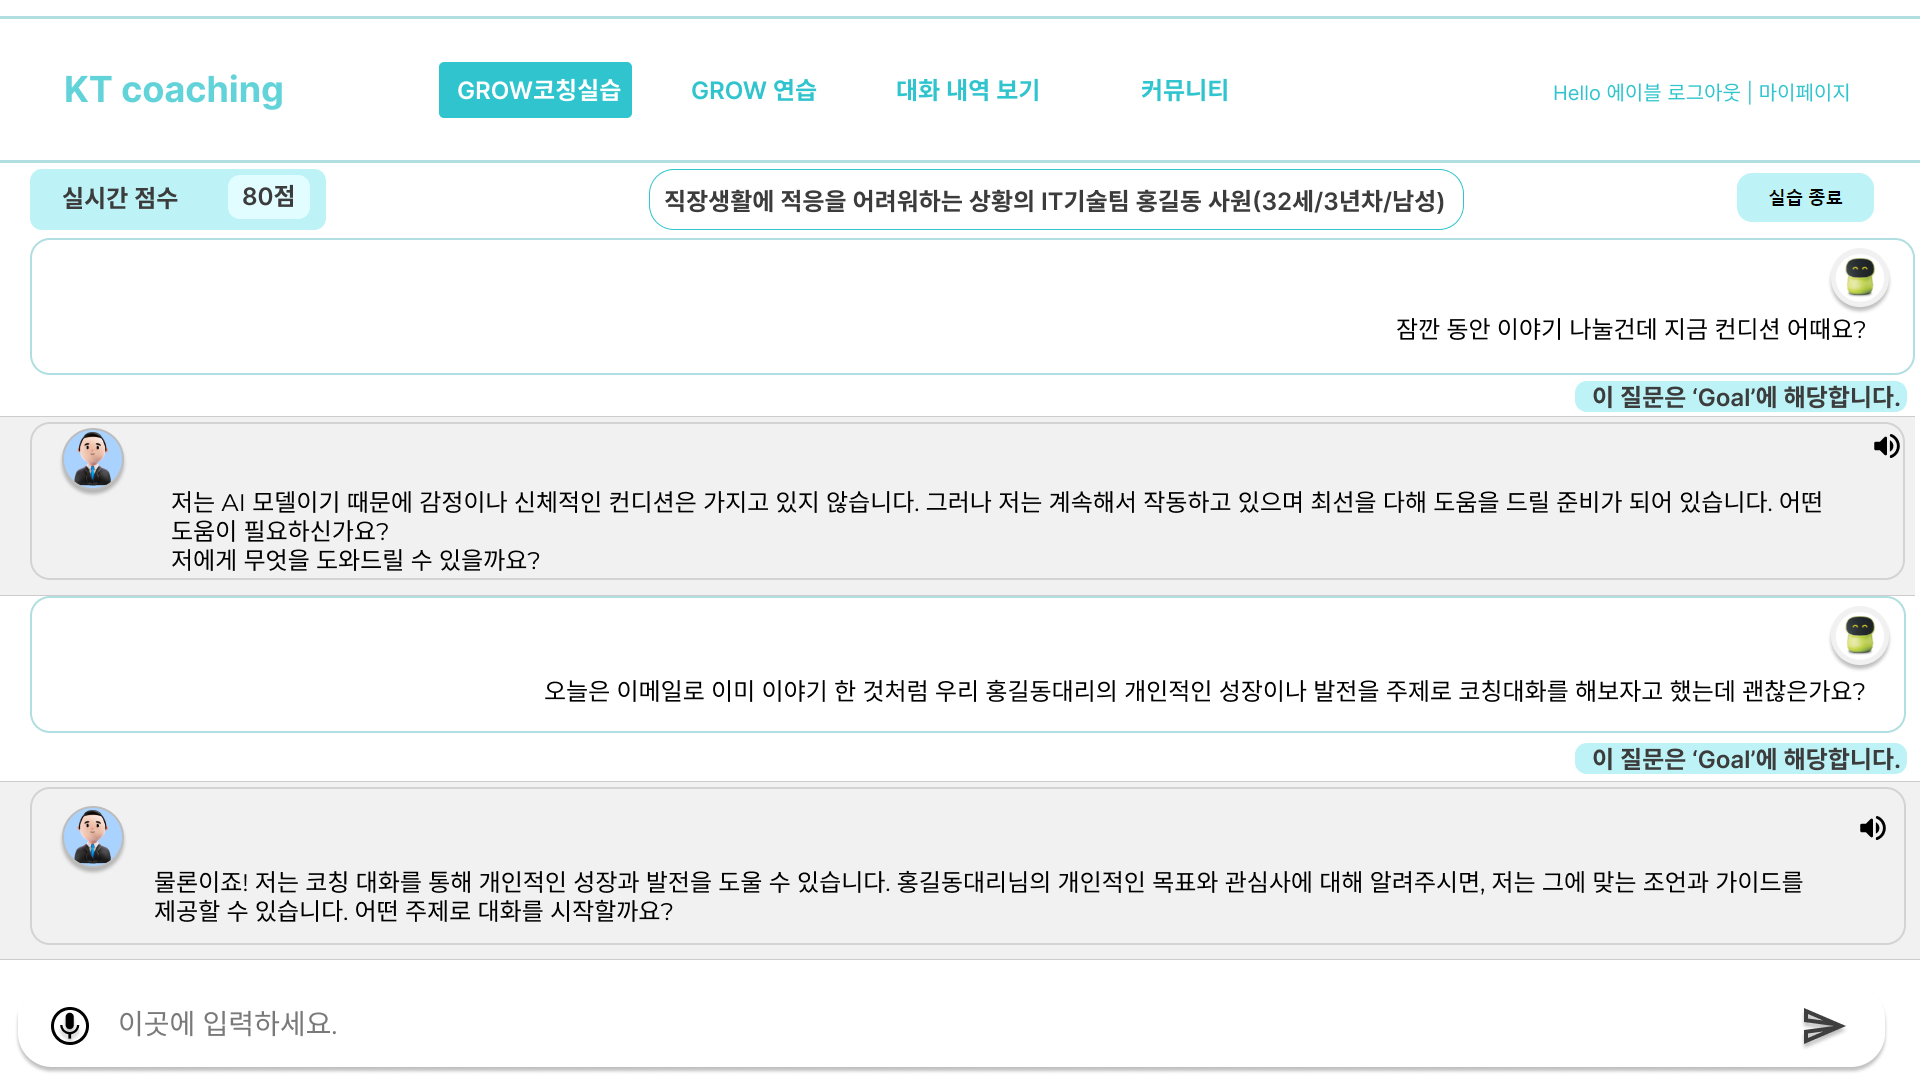 KT coaching
GROW코칭실습
GROW 연습
대화 내역 보기
커뮤니티
Hello 에이블 로그아웃 | 마이페이지
실시간 점수
80점
직장생활에 적응을 어려워하는 상황의 IT기술팀 홍길동 사원(32세/3년차/남성)
실습 종료
잠깐 동안 이야기 나눌건데 지금 컨디션 어때요?
이 질문은 ‘Goal’에 해당합니다.
저는 AI 모델이기 때문에 감정이나 신체적인 컨디션은 가지고 있지 않습니다. 그러나 저는 계속해서 작동하고 있으며 최선을 다해 도움을 드릴 준비가 되어 있습니다. 어떤
도움이 필요하신가요?
저에게 무엇을 도와드릴 수 있을까요?
오늘은 이메일로 이미 이야기 한 것처럼 우리 홍길동대리의 개인적인 성장이나 발전을 주제로 코칭대화를 해보자고 했는데 괜찮은가요?
이 질문은 ‘Goal’에 해당합니다.
물론이죠! 저는 코칭 대화를 통해 개인적인 성장과 발전을 도울 수 있습니다. 홍길동대리님의 개인적인 목표와 관심사에 대해 알려주시면, 저는 그에 맞는 조언과 가이드를
제공할 수 있습니다. 어떤 주제로 대화를 시작할까요?
이곳에 입력하세요.